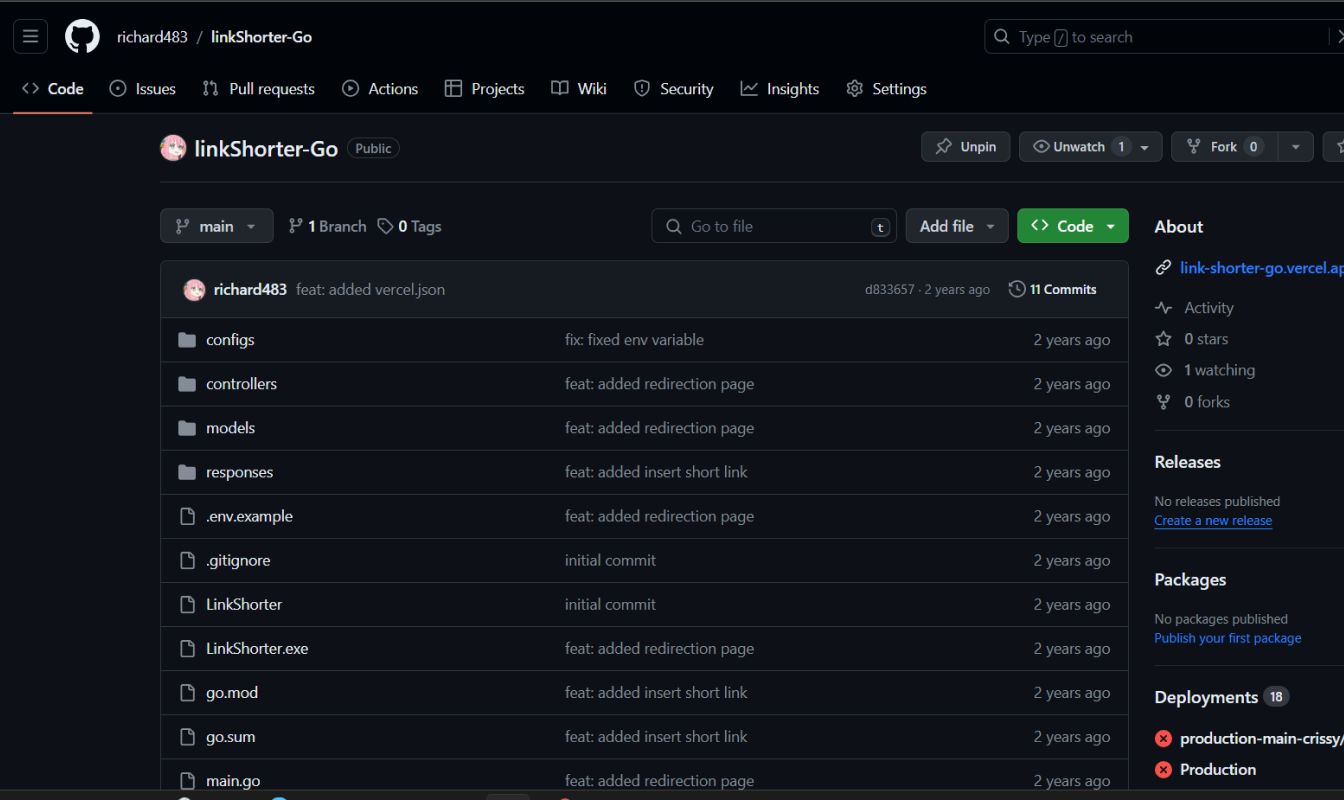 richard483 / linkShorter-Go
Type / to search
Code Issues Pull requests Actions Projects Wiki Security Insights Settings
linkShorter-Go Public
Unpin Unwatch 1 Fork 0
main 1 Branch 0 Tags
Go to file t Add file Code
richard483 feat: added vercel.json d833657 · 2 years ago 11 Commits
configs fix: fixed env variable 2 years ago
controllers feat: added redirection page 2 years ago
models feat: added redirection page 2 years ago
responses feat: added insert short link 2 years ago
.env.example feat: added redirection page 2 years ago
.gitignore initial commit 2 years ago
LinkShorter initial commit 2 years ago
LinkShorter.exe feat: added redirection page 2 years ago
go.mod feat: added insert short link 2 years ago
go.sum feat: added insert short link 2 years ago
main.go feat: added redirection page 2 years ago
About
link-shorter-go.vercel.ap
Activity
0 stars
1 watching
0 forks
Releases
No releases published
Create a new release
Packages
No packages published
Publish your first package
Deployments 18
production-main-crissy/
Production